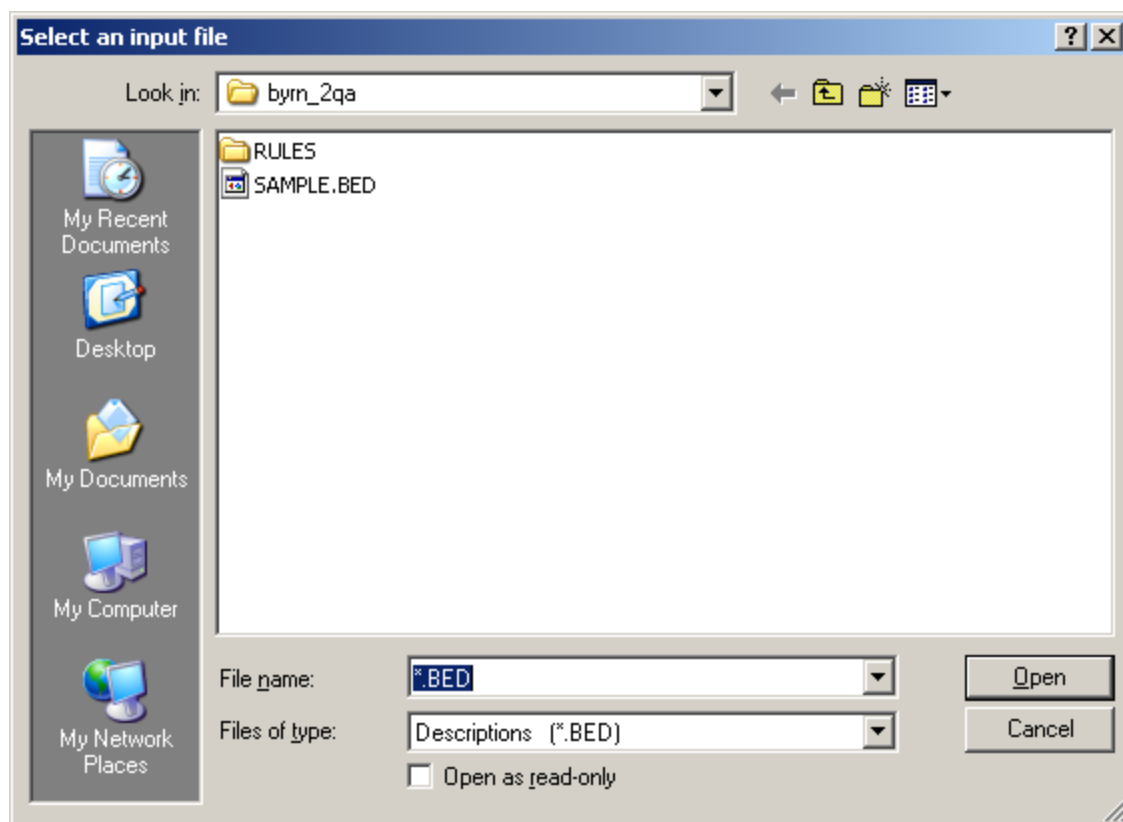 Select an input file
Look in:
byrn_2qa
My Recent
Documents
Desktop
My Documents
My Computer
My Network
Places
RULES
SAMPLE.BED
File name:
*.BED
Open
Files of type:
Descriptions (*.BED)
Cancel
Open as read-only